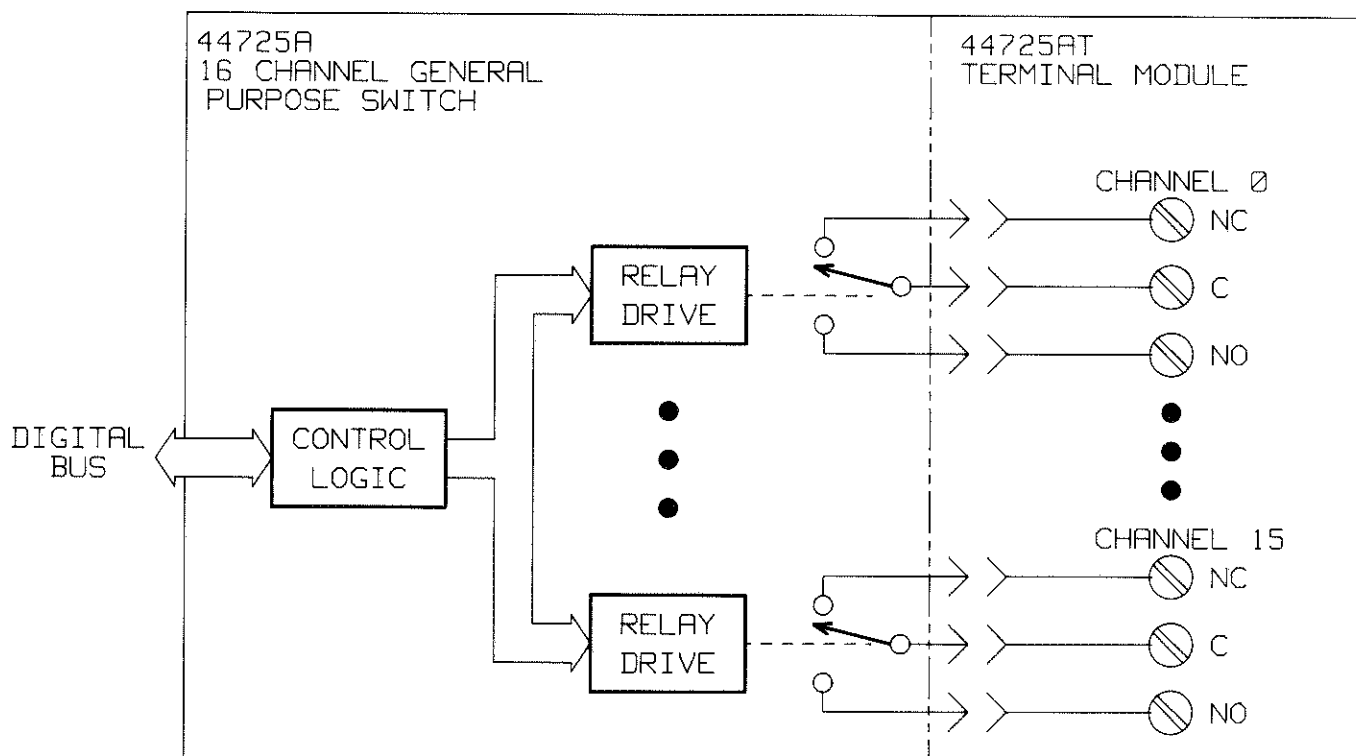 44725A
16 CHANNEL GENERAL
PURPOSE SWITCH
44725AT
TERMINAL MODULE
CHANNEL 0
NC
RELAY
DRIVE
C
NO
DIGITAL
BUS
CONTROL
LOGIC
CHANNEL 15
NC
RELAY
DRIVE
C
NO